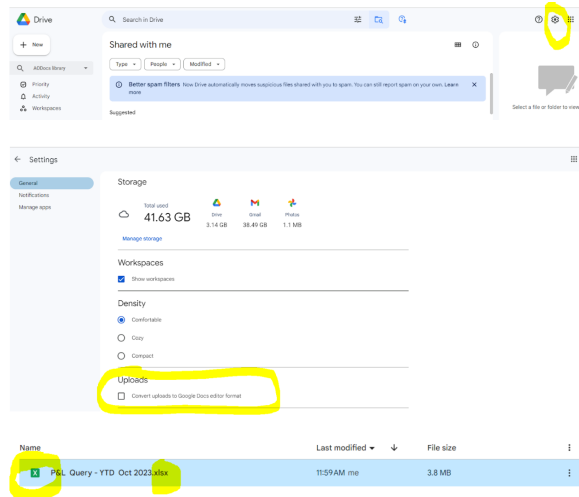 Drive
Search in Drive
New
Shared with me
Type People Modified
AODocs library
Priority
Activity
Workspaces
Better spam filters Now Drive automatically moves suspicious files shared with you to spam. You can still report spam on your own. Learn
more
Suggested
Select a file or folder to view
Settings
General
Notifications
Manage apps
Storage
Total used
41.63 GB
Drive
3.14 GB
Gmail
38.49 GB
Photos
1.1 MB
Manage storage
Workspaces
Show workspaces
Density
Comfortable
Cozy
Compact
Uploads
Convert uploads to Google Docs editor format
Name Last modified File size
X P&L Query - YTD Oct 2023.xlsx 11:59 AM me 3.8 MB